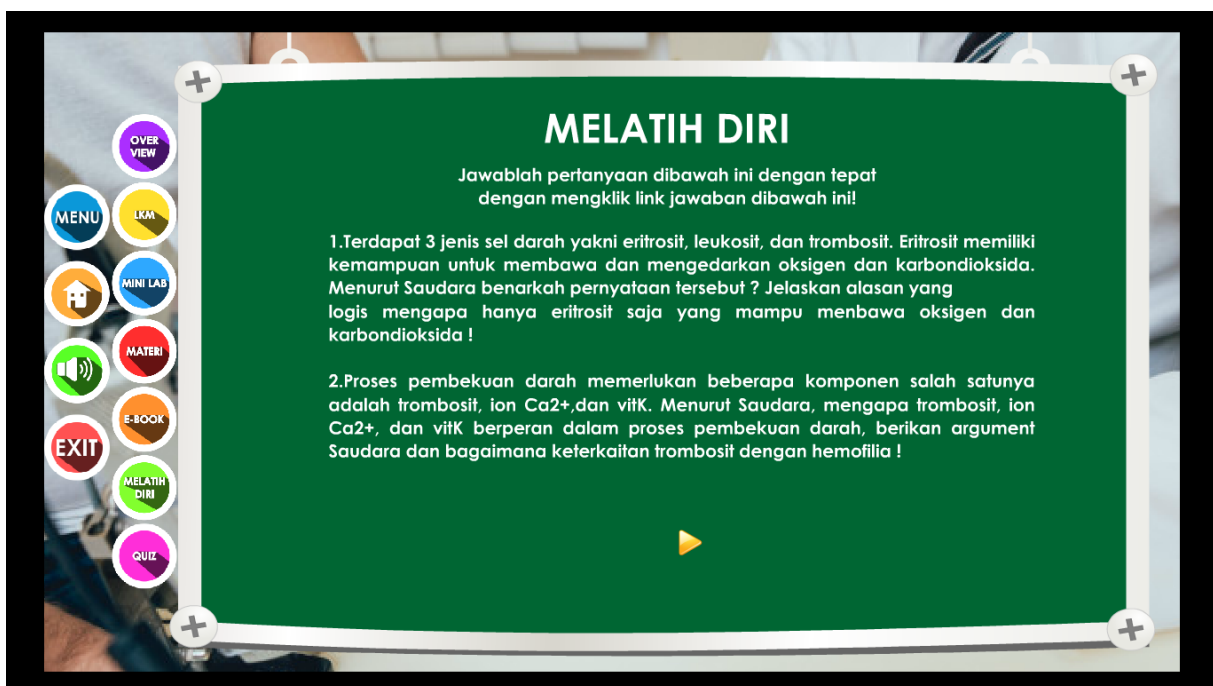 MELATIH DIRI
Jawablah pertanyaan dibawah ini dengan tepat
dengan mengklik link jawaban dibawah ini!
1.Terdapat 3 jenis sel darah yakni eritrosit, leukosit, dan trombosit. Eritrosit memiliki
kemampuan untuk membawa dan mengedarkan oksigen dan karbondioksida.
Menurut Saudara benarkah pernyataan tersebut ? Jelaskan alasan yang
logis mengapa hanya eritrosit saja yang mampu menbawa oksigen dan
karbondioksida !
2.Proses pembekuan darah memerlukan beberapa komponen salah satunya
adalah trombosit, ion Ca2+,dan vitK. Menurut Saudara, mengapa trombosit, ion
Ca2+, dan vitK berperan dalam proses pembekuan darah, berikan argument
Saudara dan bagaimana keterkaitan trombosit dengan hemofilia !
OVER
VIEW
MENU
LKM
MINI LAB
MATERI
E-BOOK
EXIT
MELATIH
DIRI
QUIZ